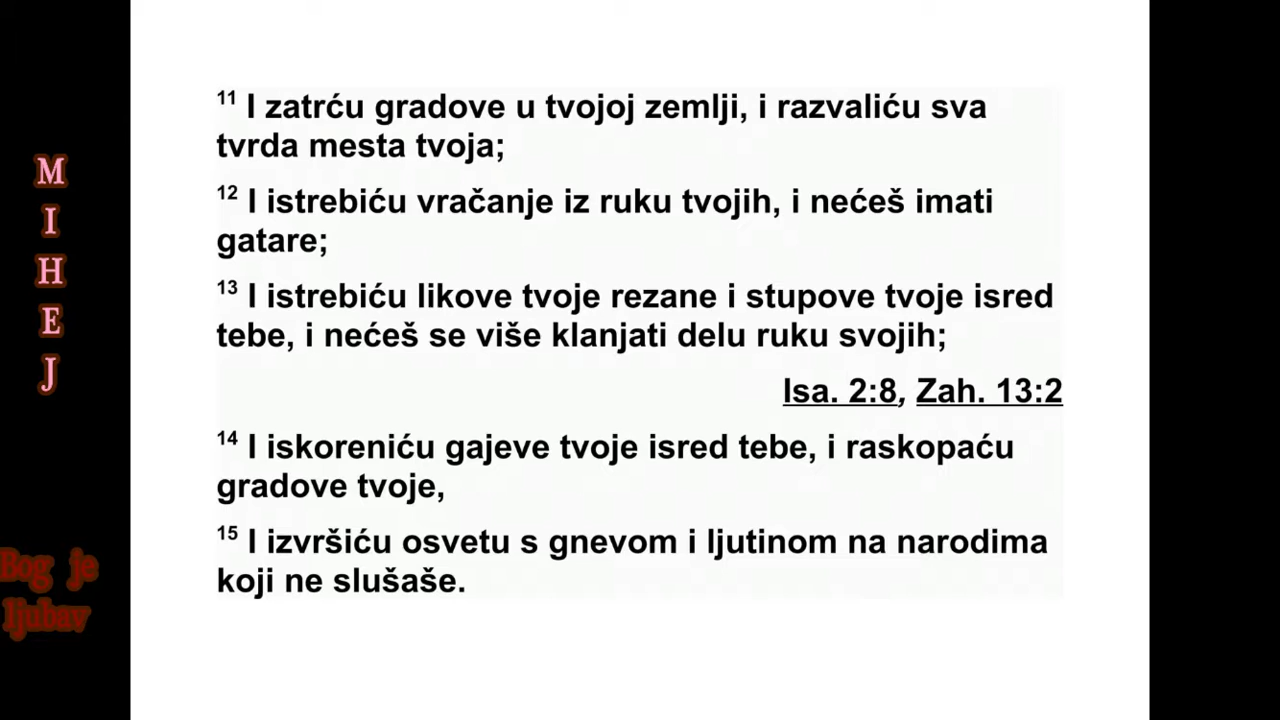 M
I
H
E
J
Bog je
ljubav
11 I zatrću gradove u tvojoj zemlji, i razvaliću sva
tvrda mesta tvoja;
12 I istrebiću vračanje iz ruku tvojih, i nećeš imati
gatare;
13 I istrebiću likove tvoje rezane i stupove tvoje isred
tebe, i nećeš se više klanjati delu ruku svojih;
Isa. 2:8, Zah. 13:2
14 I iskoreniću gajeve tvoje isred tebe, i raskopaću
gradove tvoje,
15 I izvršiću osvetu s gnevom i ljutinom na narodima
koji ne slušaše.